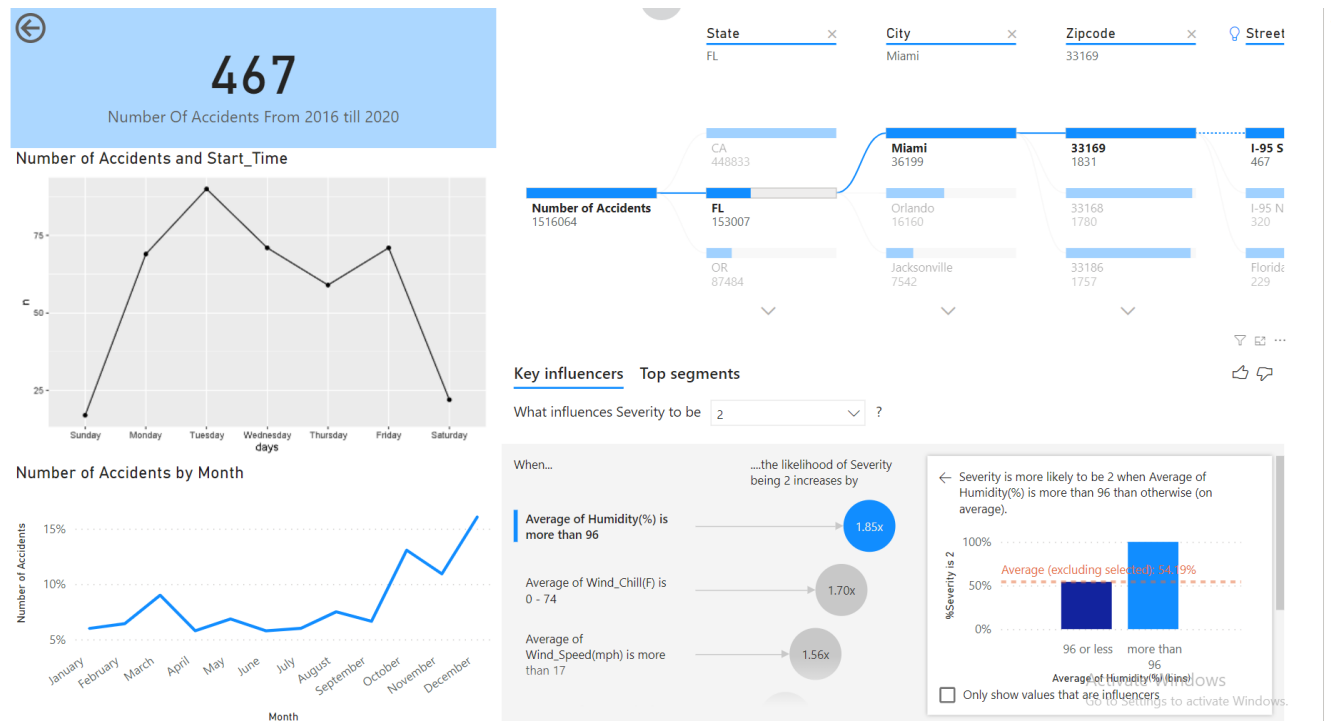 467
Number Of Accidents From 2016 till 2020
Number of Accidents and Start_Time
75
50
25
n
Sunday Monday Tuesday Wednesday Thursday Friday Saturday
days
Number of Accidents by Month
15%
10%
5%
Number of Accidents
January February March April May June July August September October November December
Month
State City Zipcode Street
FL Miami 33169
Number of Accidents
1516064
CA
448833
FL
153007
OR
87484
Miami
36199
Orlando
16160
Jacksonville
7542
33169
1831
33168
1780
33186
1757
I-95 S
467
I-95 N
320
Florida
229
Key influencers Top segments
What influences Severity to be 2 ?
When...
....the likelihood of Severity
being 2 increases by
Average of Humidity(%) is
more than 96
1.85x
Average of Wind_Chill(F) is
0 - 74
1.70x
Average of
Wind_Speed(mph) is more
than 17
1.56x
Severity is more likely to be 2 when Average of
Humidity(%) is more than 96 than otherwise (on
average).
100%
50%
0%
%Severity is 2
Average (excluding selected): 54.19%
96 or less
more than
96
Average of Humidity(%) (bins)
Only show values that are influencers
Activate Windows
Go to Settings to activate Windows.